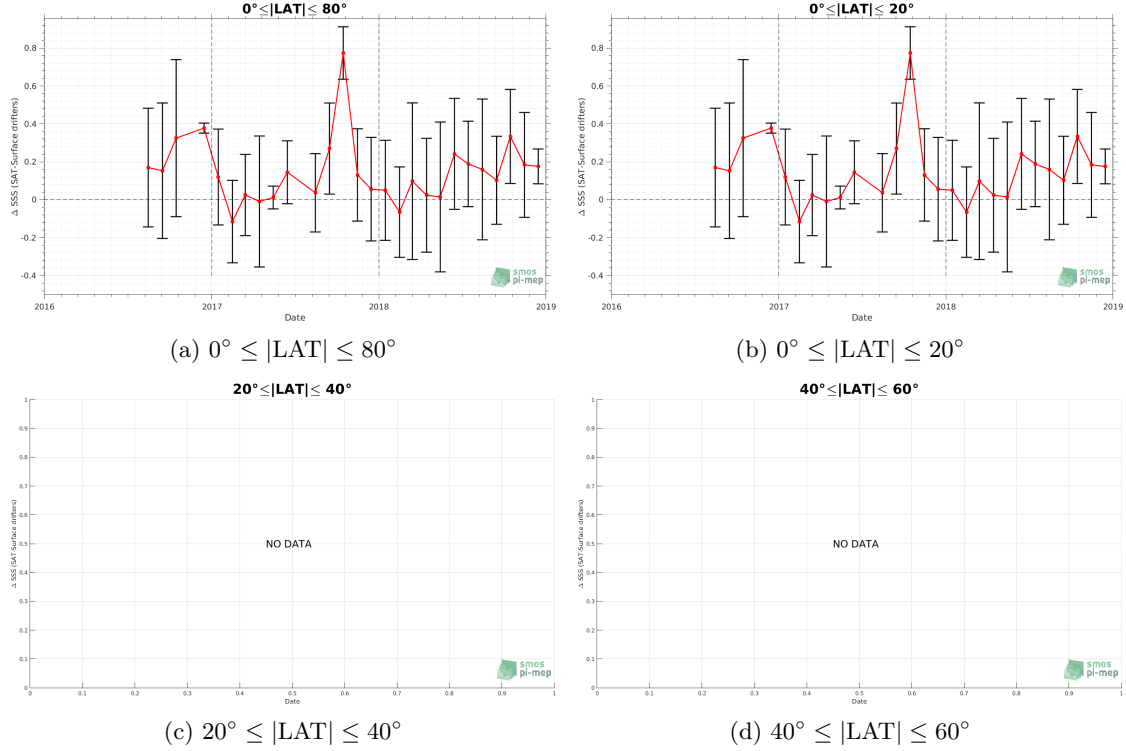 0°≤|LAT|≤ 80°
Δ SSS (SAT-Surface drifters)
0.8
0.6
0.4
0.2
0
-0.2
-0.4
2016
2017
2018
2019
Date
smos
pi-mep
(a) 0° ≤ |LAT| ≤ 80°
0°≤|LAT|≤ 20°
Δ SSS (SAT-Surface drifters)
0.8
0.6
0.4
0.2
0
-0.2
-0.4
2016
2017
2018
2019
Date
smos
pi-mep
(b) 0° ≤ |LAT| ≤ 20°
20°≤|LAT|≤ 40°
Δ SSS (SAT-Surface drifters)
1
0.9
0.8
0.7
0.6
0.5
0.4
0.3
0.2
0.1
0
NO DATA
0
0.1
0.2
0.3
0.4
0.5
0.6
0.7
0.8
0.9
1
Date
smos
pi-mep
(c) 20° ≤ |LAT| ≤ 40°
40°≤|LAT|≤ 60°
Δ SSS (SAT-Surface drifters)
1
0.9
0.8
0.7
0.6
0.5
0.4
0.3
0.2
0.1
0
NO DATA
0
0.1
0.2
0.3
0.4
0.5
0.6
0.7
0.8
0.9
1
Date
smos
pi-mep
(d) 40° ≤ |LAT| ≤ 60°